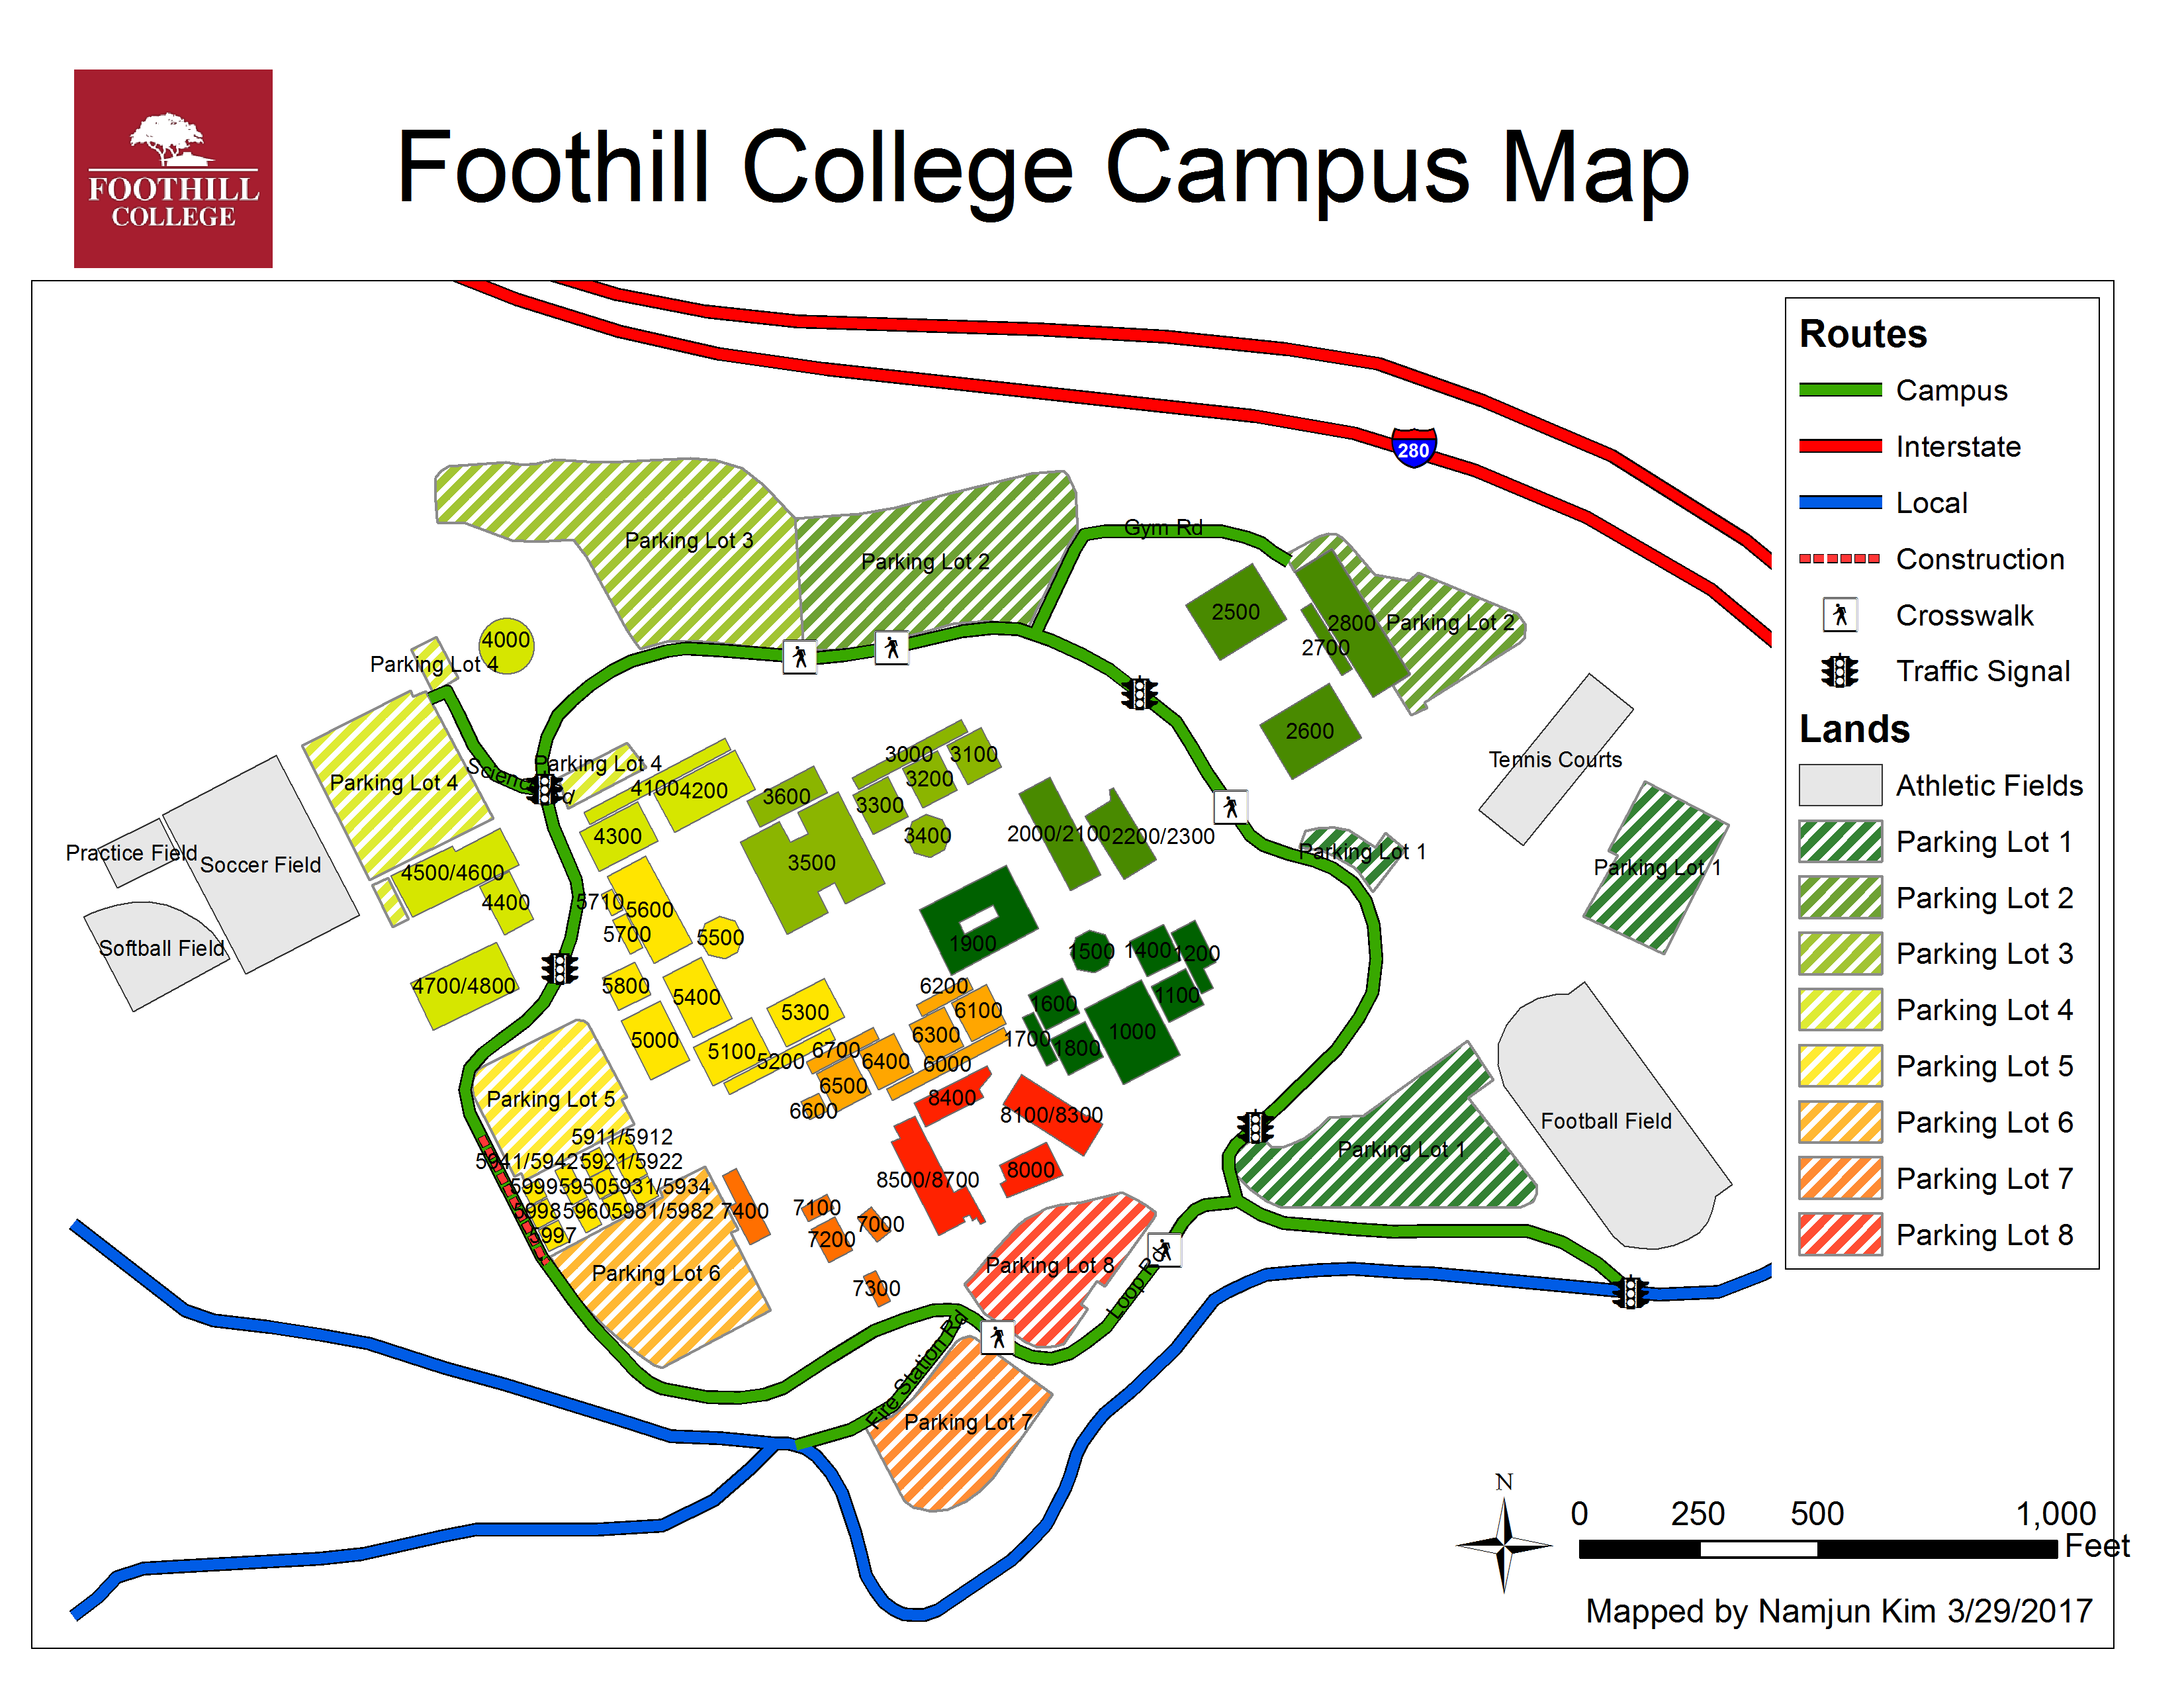 FOOTHILL
COLLEGE
Foothill College Campus Map
280
Gym Rd
Parking Lot 3
Parking Lot 2
2500
2800
Parking Lot 2
2700
4000
Parking Lot 4
2600
Tennis Courts
Parking Lot 4
Parking Lot 4
3000
3100
3200
4100
4200
3600
3300
3400
4300
2000/2100
2200/2300
3500
Parking Lot 1
Parking Lot 1
Practice Field
Soccer Field
4500/4600
4400
5710
5600
5700
5500
1900
1500
1400
1200
Softball Field
4700/4800
5800
5400
5300
6200
6100
1600
1100
5000
5100
5200
6700
6400
6300
6000
1700
1800
1000
6500
6600
8400
8100/8300
Parking Lot 5
Football Field
Parking Lot 1
5911/5912
5941/5942
5921/5922
5999
5950
5931/5934
5998
5960
5981/5982
5997
7400
8500/8700
8000
7100
7000
7200
7300
Parking Lot 6
Parking Lot 8
Loop Rd
Fire Station Rd
Parking Lot 7
Routes
Campus
Interstate
Local
Construction
Crosswalk
Traffic Signal
Lands
Athletic Fields
Parking Lot 1
Parking Lot 2
Parking Lot 3
Parking Lot 4
Parking Lot 5
Parking Lot 6
Parking Lot 7
Parking Lot 8
N
0 250 500 1,000
Feet
Mapped by Namjun Kim 3/29/2017